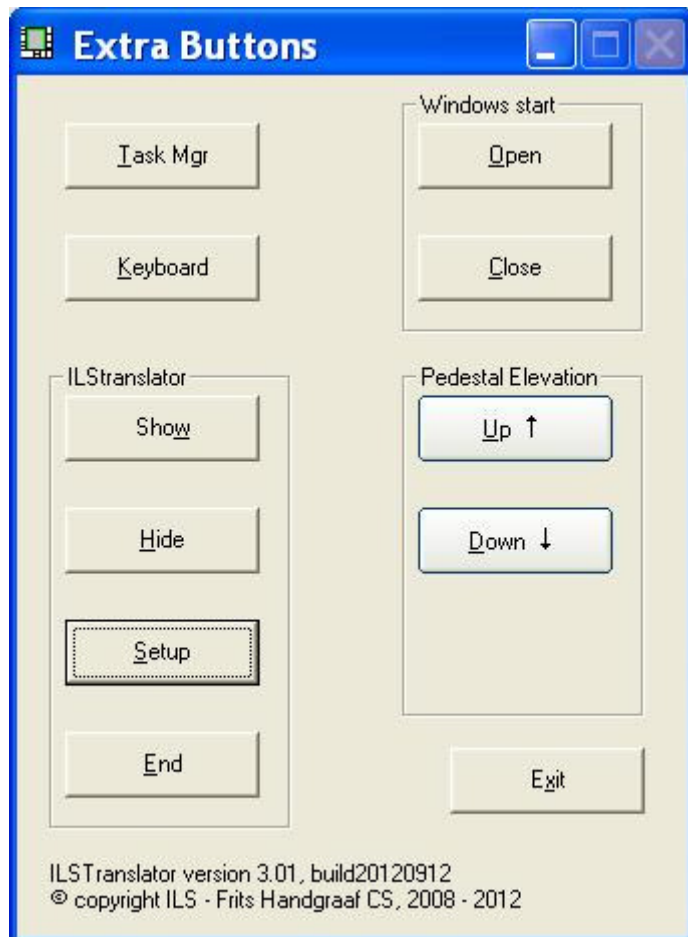 Extra Buttons
Task Mgr
Keyboard
Windows start
Open
Close
ILStranslator
Show
Hide
Setup
End
Pedestal Elevation
Up ↑
Down ↓
Exit
ILSTranslator version 3.01, build20120912
© copyright ILS - Frits Handgraaf CS, 2008 - 2012